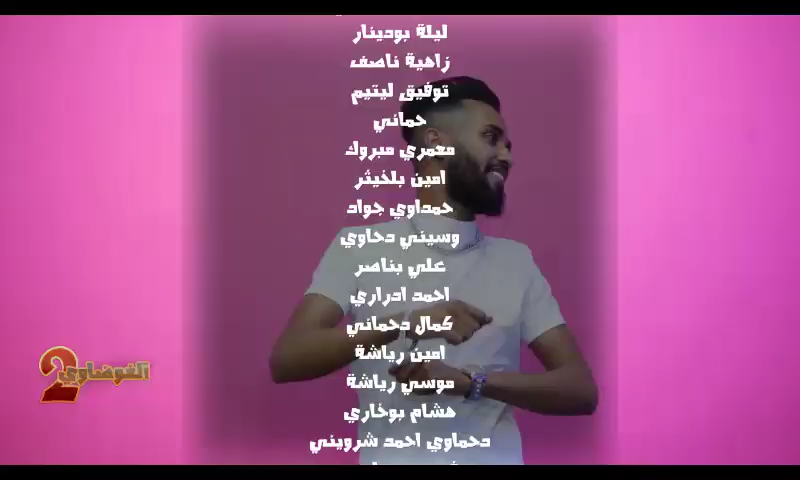 ليلة بودينار
زاهية ناصف
توفيق ليتيم
حماني
معمري مبروك
امين بلخيثر
حمداوي جواد
وسيني دحاوي
علي بناصر
احمد ادراري
كمال دحماني
امين رياشة
موسي رياشة
هشام بوخاري
دحماوي احمد شرويني
الفوضاوي 2